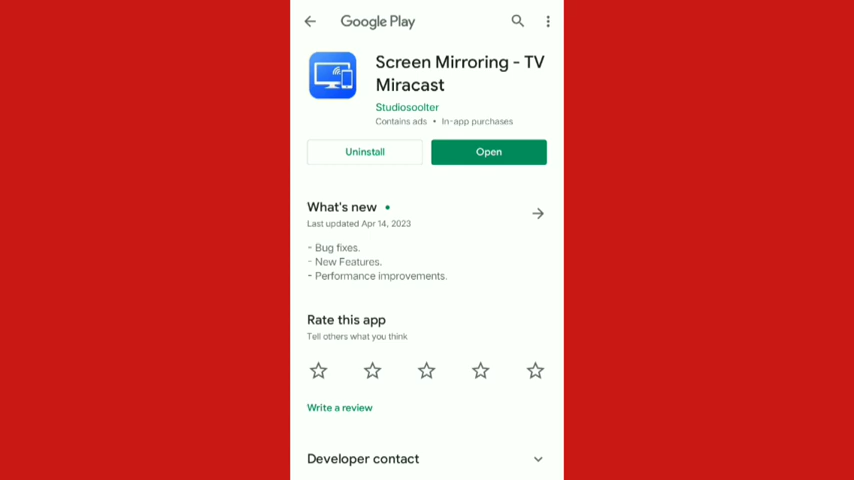 Google Play
Screen Mirroring - TV
Miracast
Studiosoolter
Contains ads • In-app purchases
Uninstall
Open
What's new •
Last updated Apr 14, 2023
- Bug fixes.
- New Features.
- Performance improvements.
Rate this app
Tell others what you think
Write a review
Developer contact